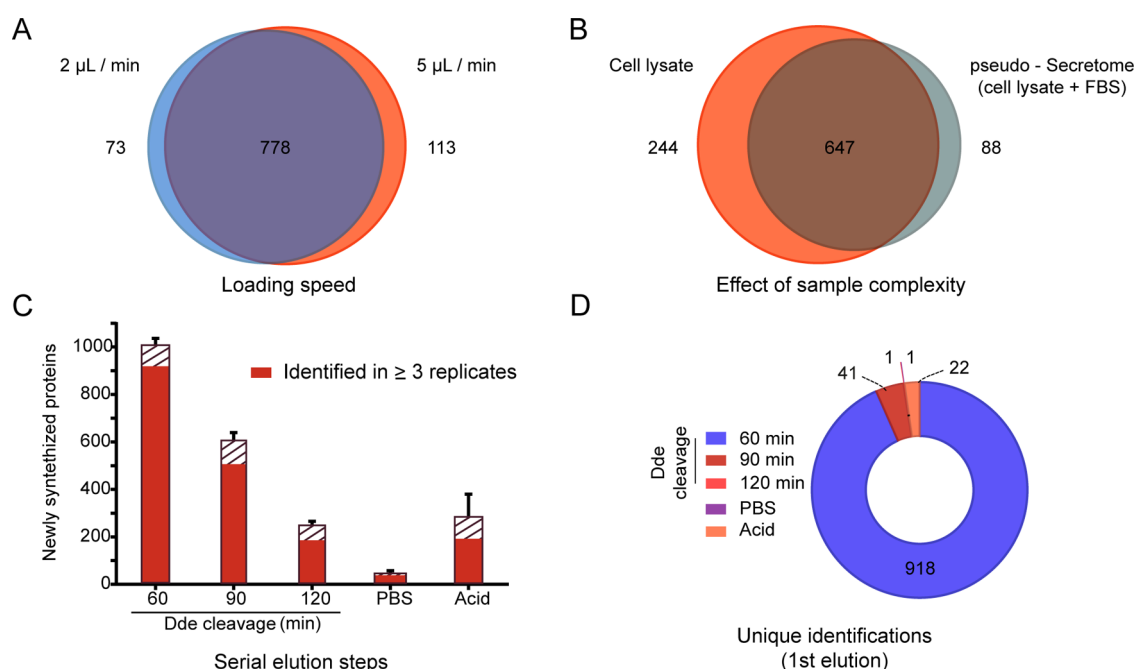 A
2 µL / min
5 µL / min
73
778
113
Loading speed
B
Cell lysate
pseudo - Secretome
(cell lysate + FBS)
244
647
88
Effect of sample complexity
C
Newly syntethized proteins
1000
800
600
400
200
0
Identified in ≥ 3 replicates
60
90
120
PBS
Acid
Dde cleavage (min)
Serial elution steps
D
41
1
1
22
Dde
cleavage
60 min
90 min
120 min
PBS
Acid
918
Unique identifications
(1st elution)